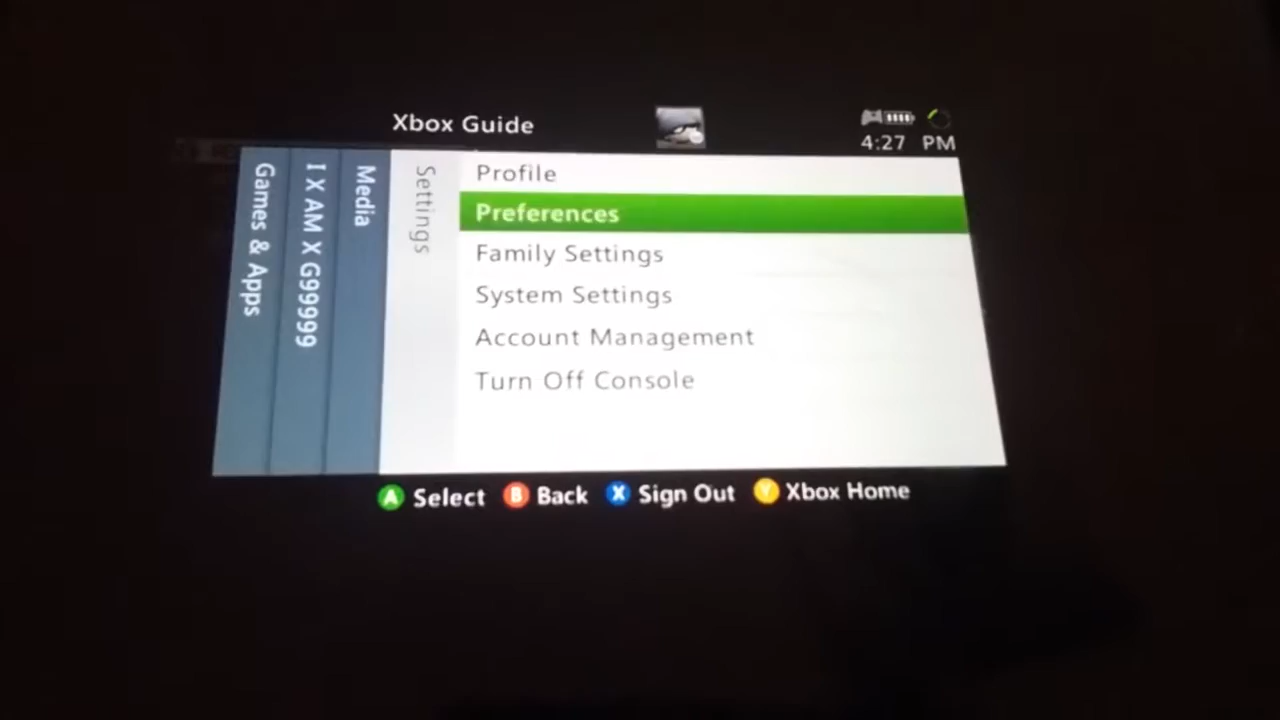 Xbox Guide
4:27 PM
Games & Apps
I X AM X G99999
Media
Settings
Profile
Preferences
Family Settings
System Settings
Account Management
Turn Off Console
A Select B Back X Sign Out Y Xbox Home